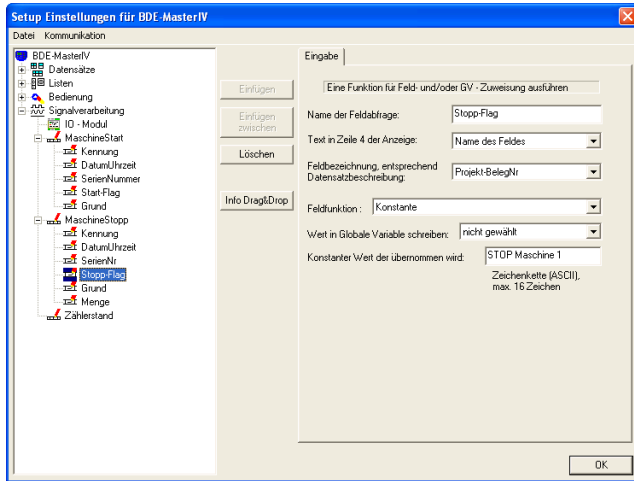 Setup Einstellungen für BDE-MasterIV
Datei Kommunikation
BDE-MasterIV
Datensätze
Listen
Bedienung
Signalverarbeitung
IO - Modul
MaschineStart
Kennung
DatumUhrzeit
SerienNummer
Start-Flag
Grund
MaschineStopp
Kennung
DatumUhrzeit
SerienNr
Stopp-Flag
Grund
Menge
Zählerstand
Einfügen
Einfügen
zwischen
Löschen
Info Drag&Drop
Eingabe
Eine Funktion für Feld- und/oder GV - Zuweisung ausführen
Name der Feldabfrage: Stopp-Flag
Text in Zeile 4 der Anzeige: Name des Feldes
Feldbezeichnung, entsprechend
Datensatzbeschreibung: Projekt-BelegNr
Feldfunktion : Konstante
Wert in Globale Variable schreiben: nicht gewählt
Konstanter Wert der übernommen wird: STOP Maschine 1
Zeichenkette (ASCII),
max. 16 Zeichen
OK